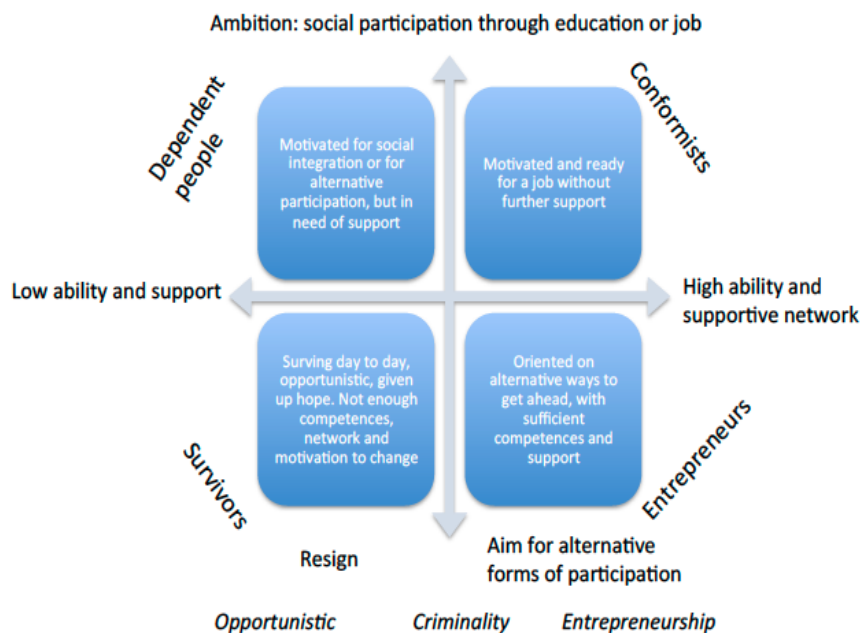 Ambition: social participation through education or job
Dependent
people
Conformists
Motivated for social
integration or for
alternative
participation, but in
need of support
Motivated and ready
for a job without
further support
Low ability and support
High ability and
supportive network
Surving day to day,
opportunistic, given
up hope. Not enough
competences,
network and
motivation to change
Oriented on
alternative ways to
get ahead, with
sufficient
competences and
support
Survivors
Entrepreneurs
Resign
Aim for alternative
forms of participation
Opportunistic
Criminality
Entrepreneurship